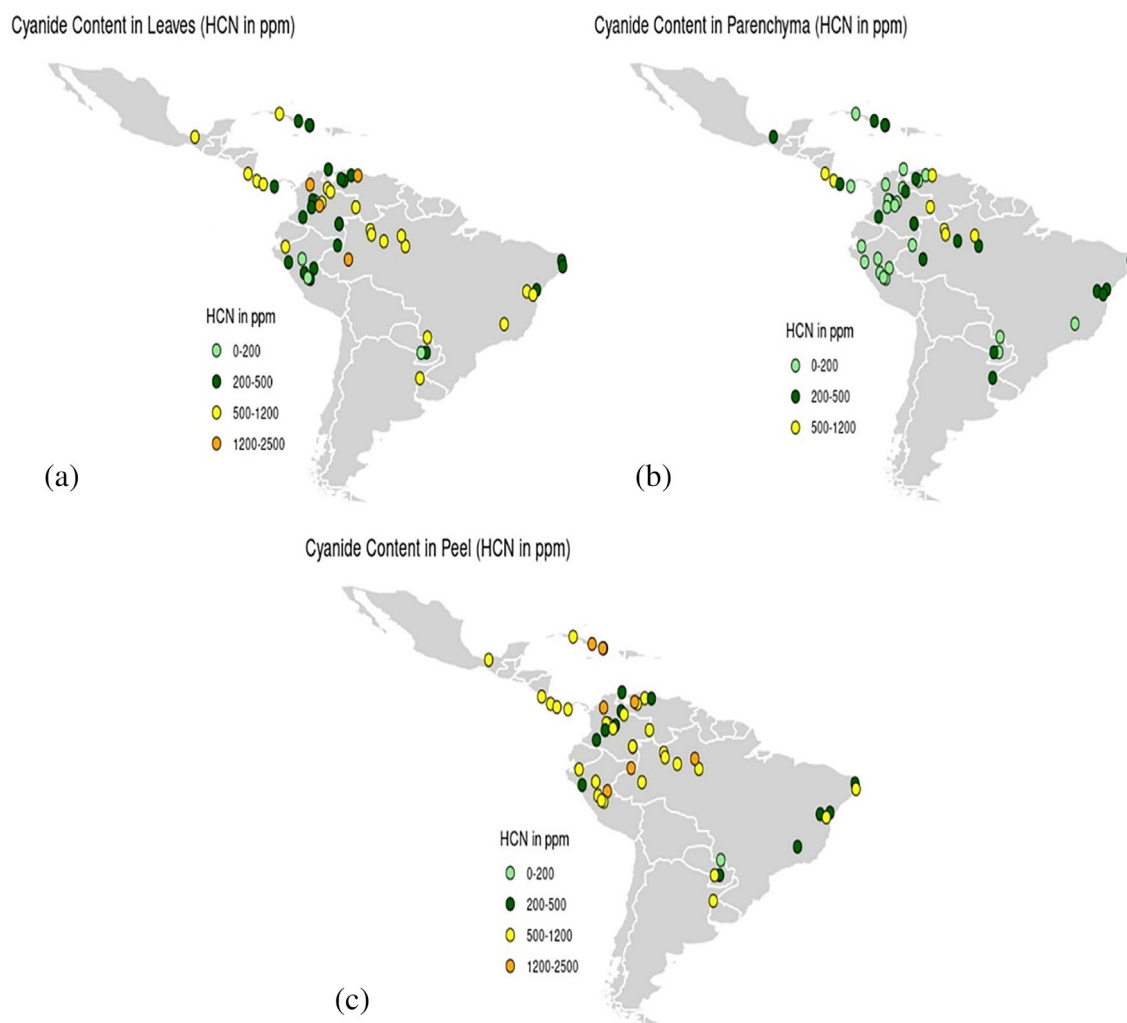 Cyanide Content in Leaves (HCN in ppm)
HCN in ppm
0-200
200-500
500-1200
1200-2500
(a)
Cyanide Content in Parenchyma (HCN in ppm)
HCN in ppm
0-200
200-500
500-1200
(b)
Cyanide Content in Peel (HCN in ppm)
HCN in ppm
0-200
200-500
500-1200
1200-2500
(c)